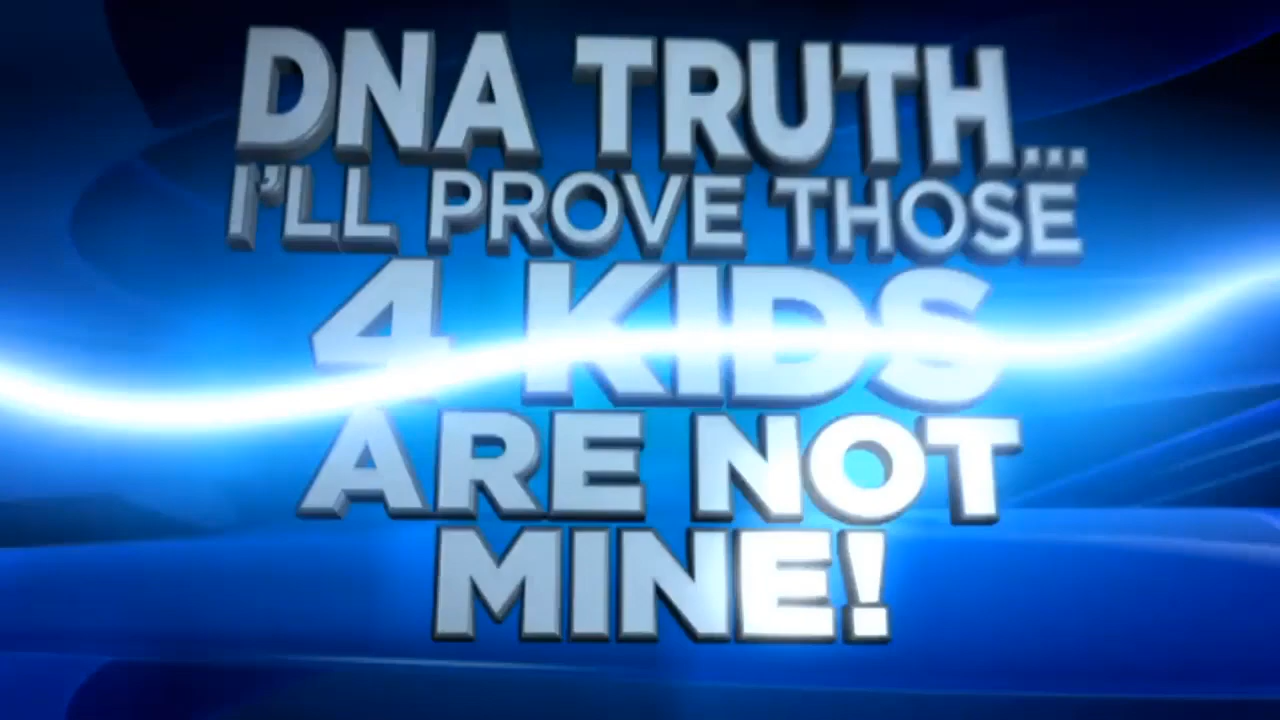 DNA TRUTH...
I'LL PROVE THOSE
4 KIDS
ARE NOT
MINE!